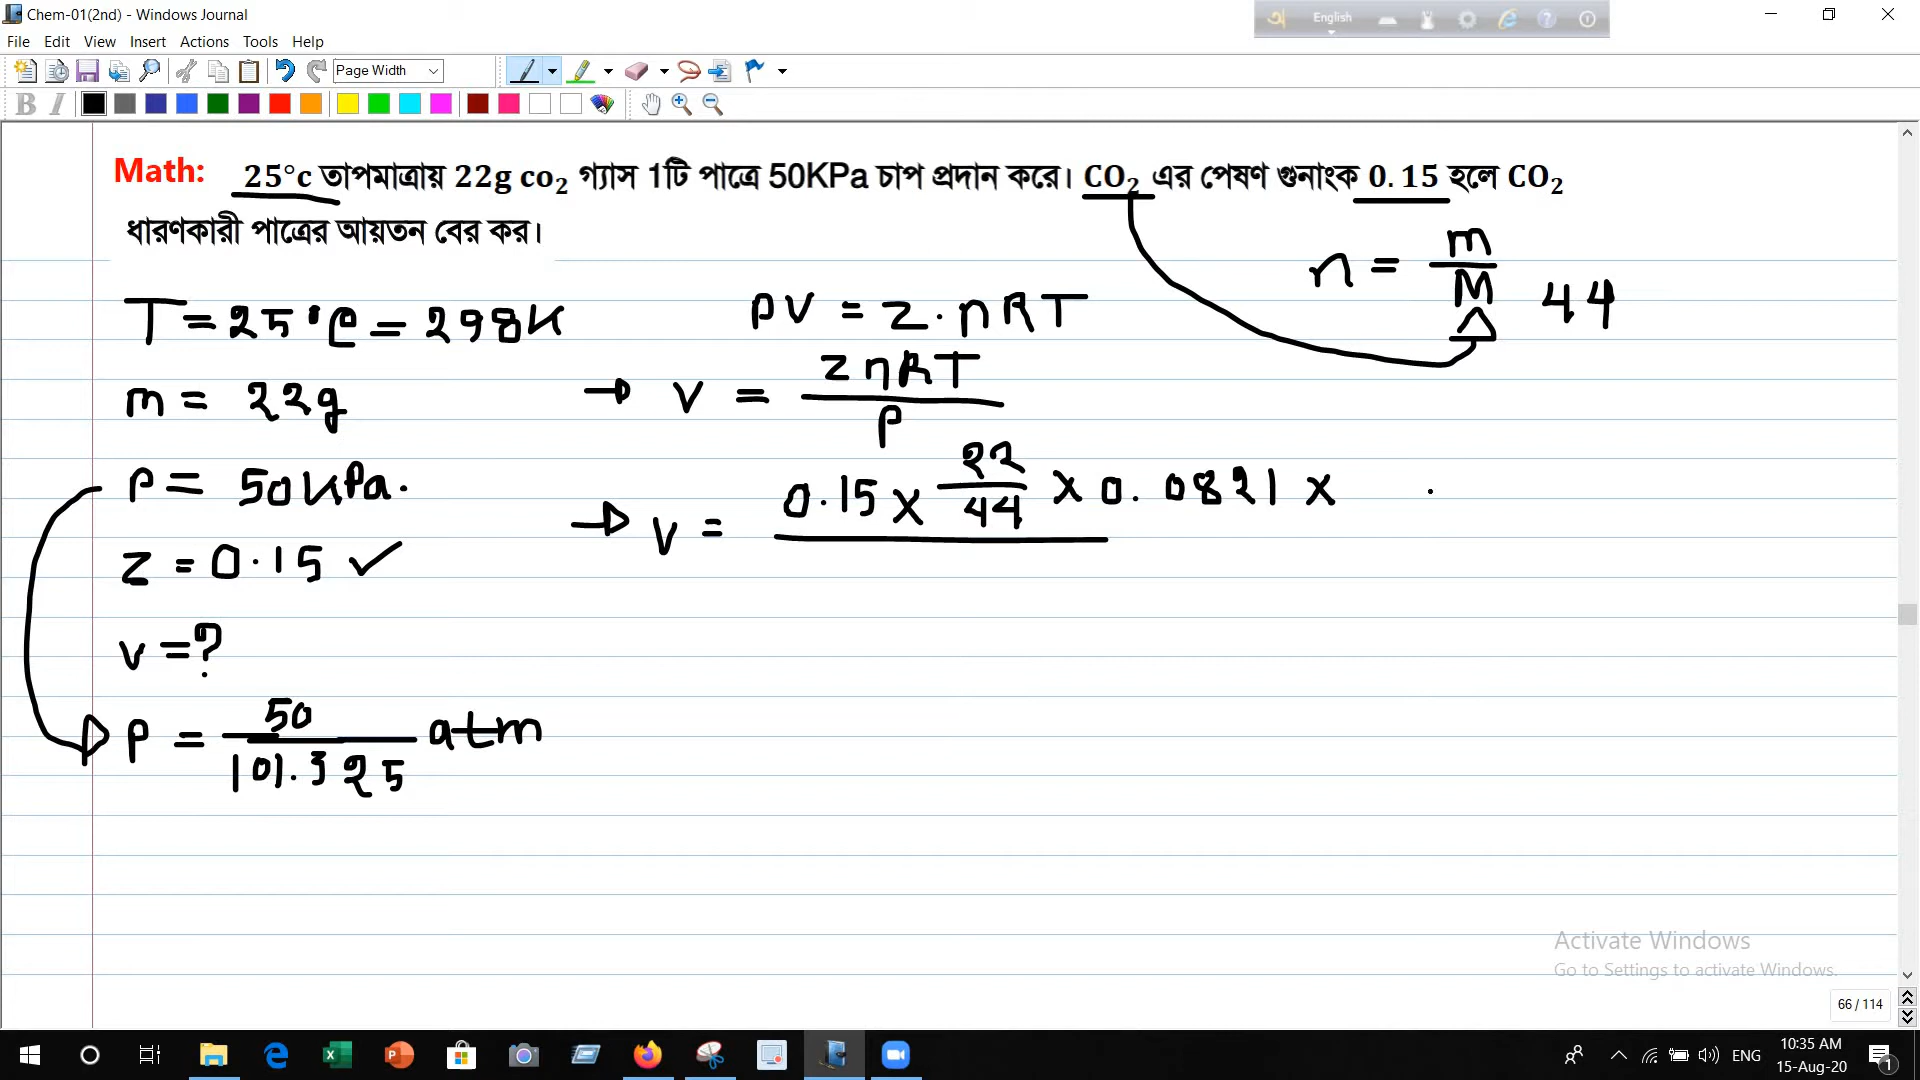 Chem-01(2nd) - Windows Journal
English
File Edit View Insert Actions Tools Help
Page Width
B I
Math: 25°c তাপমাত্রায় 22g co₂ গ্যাস 1টি পাত্রে 50KPa চাপ প্রদান করে। CO₂ এর পেষণ গুনাংক 0.15 হলে CO₂
ধারণকারী পাত্রের আয়তন বের কর।
n = m/M 44
T = 25°C = 298K
PV = Z·nRT
m = 22g
→ V = ZnRT/P
P = 50KPa.
→ V = 0.15 × 22/44 × 0.0821 ×
Z = 0.15 ✓
V = ?
P = 50/101.325 atm
Activate Windows
Go to Settings to activate Windows.
66 / 114
ENG
10:35 AM
15-Aug-20
1